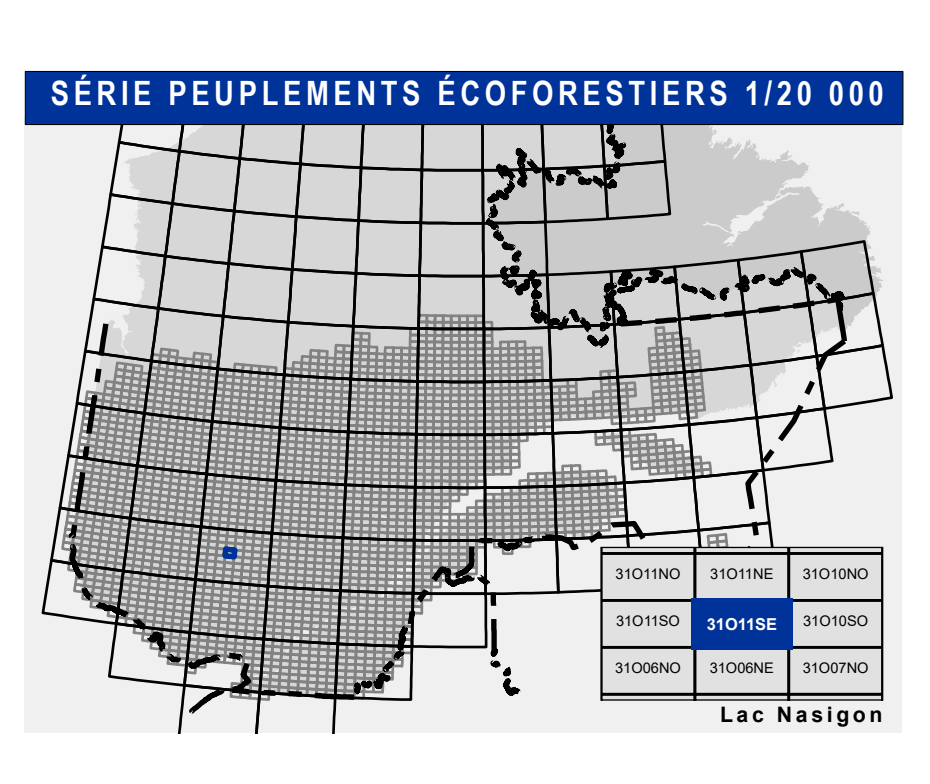 SÉRIE PEUPLEMENTS ÉCOFORESTIERS 1/20 000
31O11NO 31O11NE 31O10NO
31O11SO 31O11SE 31O10SO
31O06NO 31O06NE 31O07NO
Lac Nasigon